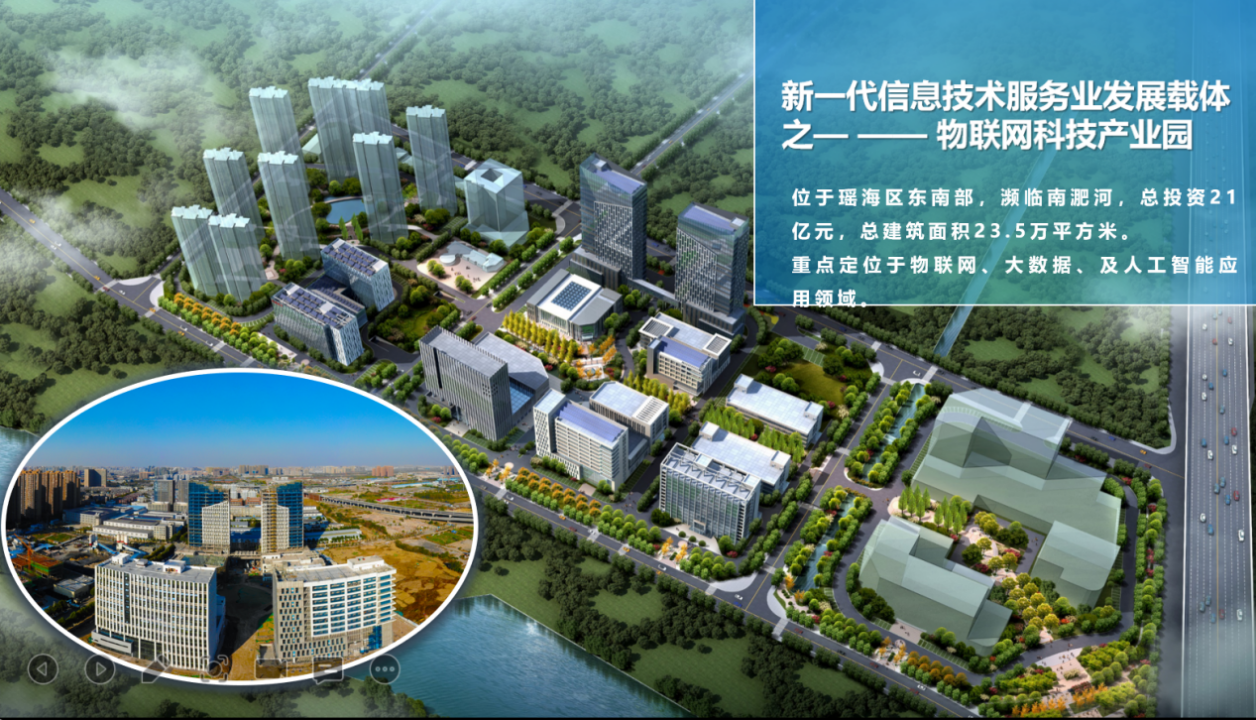 新一代信息技术服务业发展载体
之一 —— 物联网科技产业园
位于瑶海区东南部，濒临南淝河，总投资21
亿元，总建筑面积23.5万平方米。
重点定位于物联网、大数据、及人工智能应
用领域。